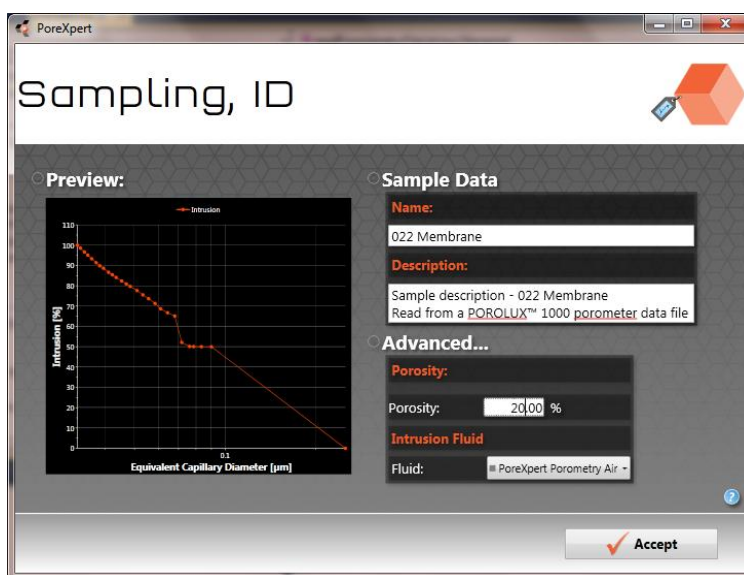 PoreXpert
Sampling, ID
Preview:
Intrusion
110
100
90
80
70
60
50
40
30
20
10
0
Intrusion [%]
0.1
Equivalent Capillary Diameter [µm]
Sample Data
Name:
022 Membrane
Description:
Sample description - 022 Membrane
Read from a POROLUX™ 1000 porometer data file
Advanced...
Porosity:
Porosity: 20.00 %
Intrusion Fluid
Fluid: PoreXpert Porometry Air
?
Accept